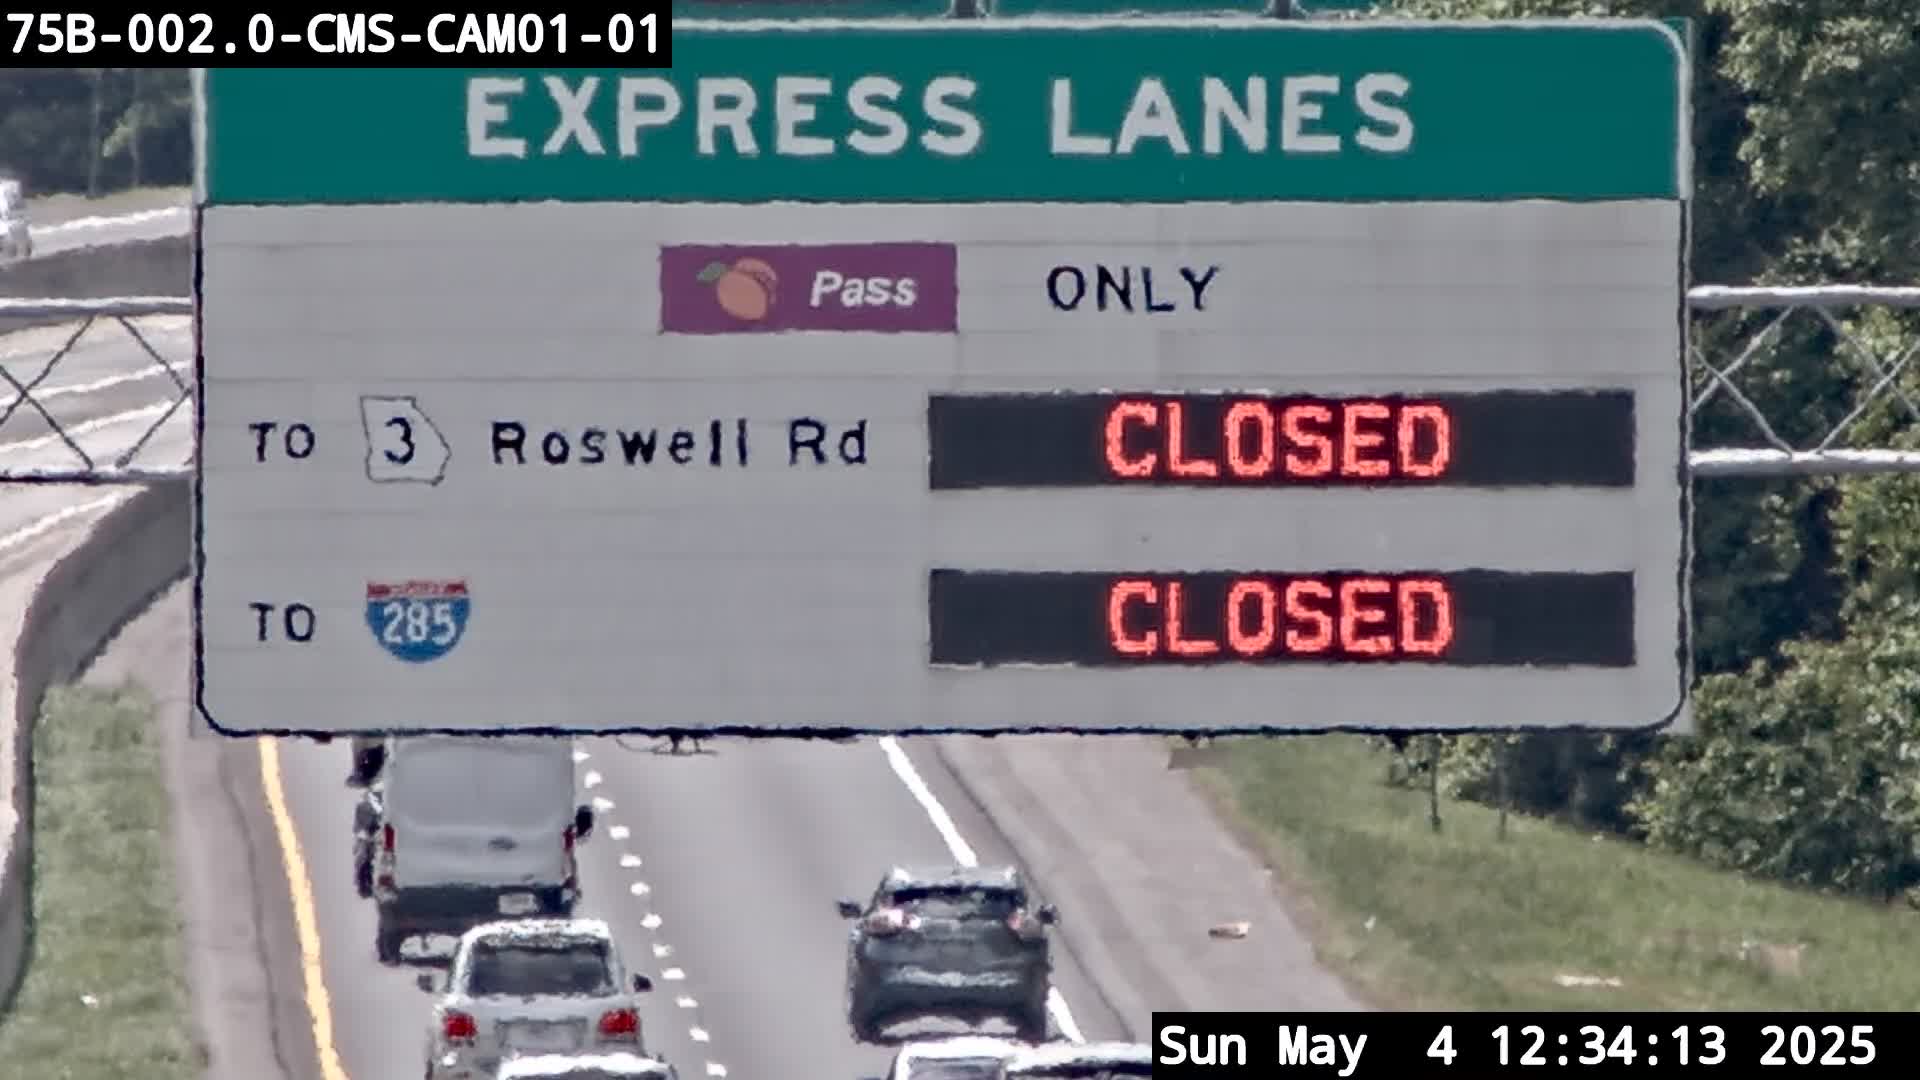 75B-002.0-CMS-CAM01-01
EXPRESS LANES
Pass ONLY
TO 3 Roswell Rd CLOSED
TO 285 CLOSED
Sun May 4 12:34:13 2025